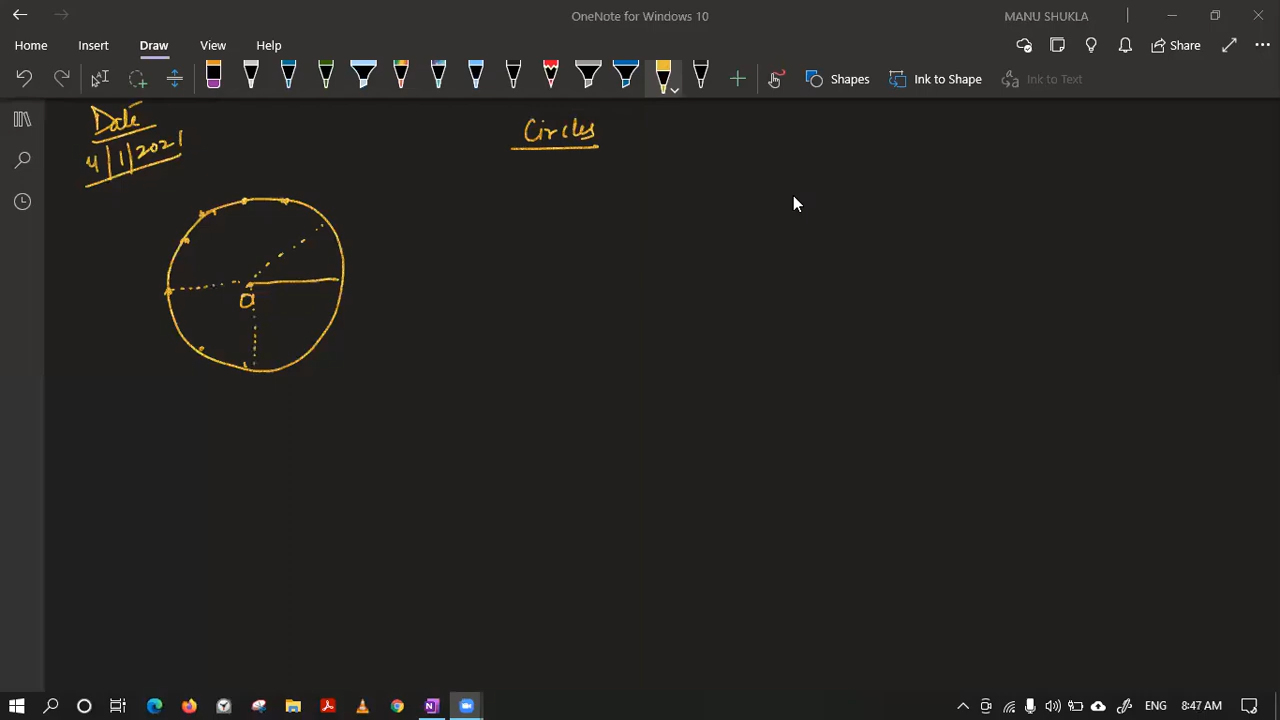 OneNote for Windows 10
MANU SHUKLA
Home Insert Draw View Help
Share
Shapes
Ink to Shape
Ink to Text
Date
4/1/2021
Circles
O
ENG 8:47 AM